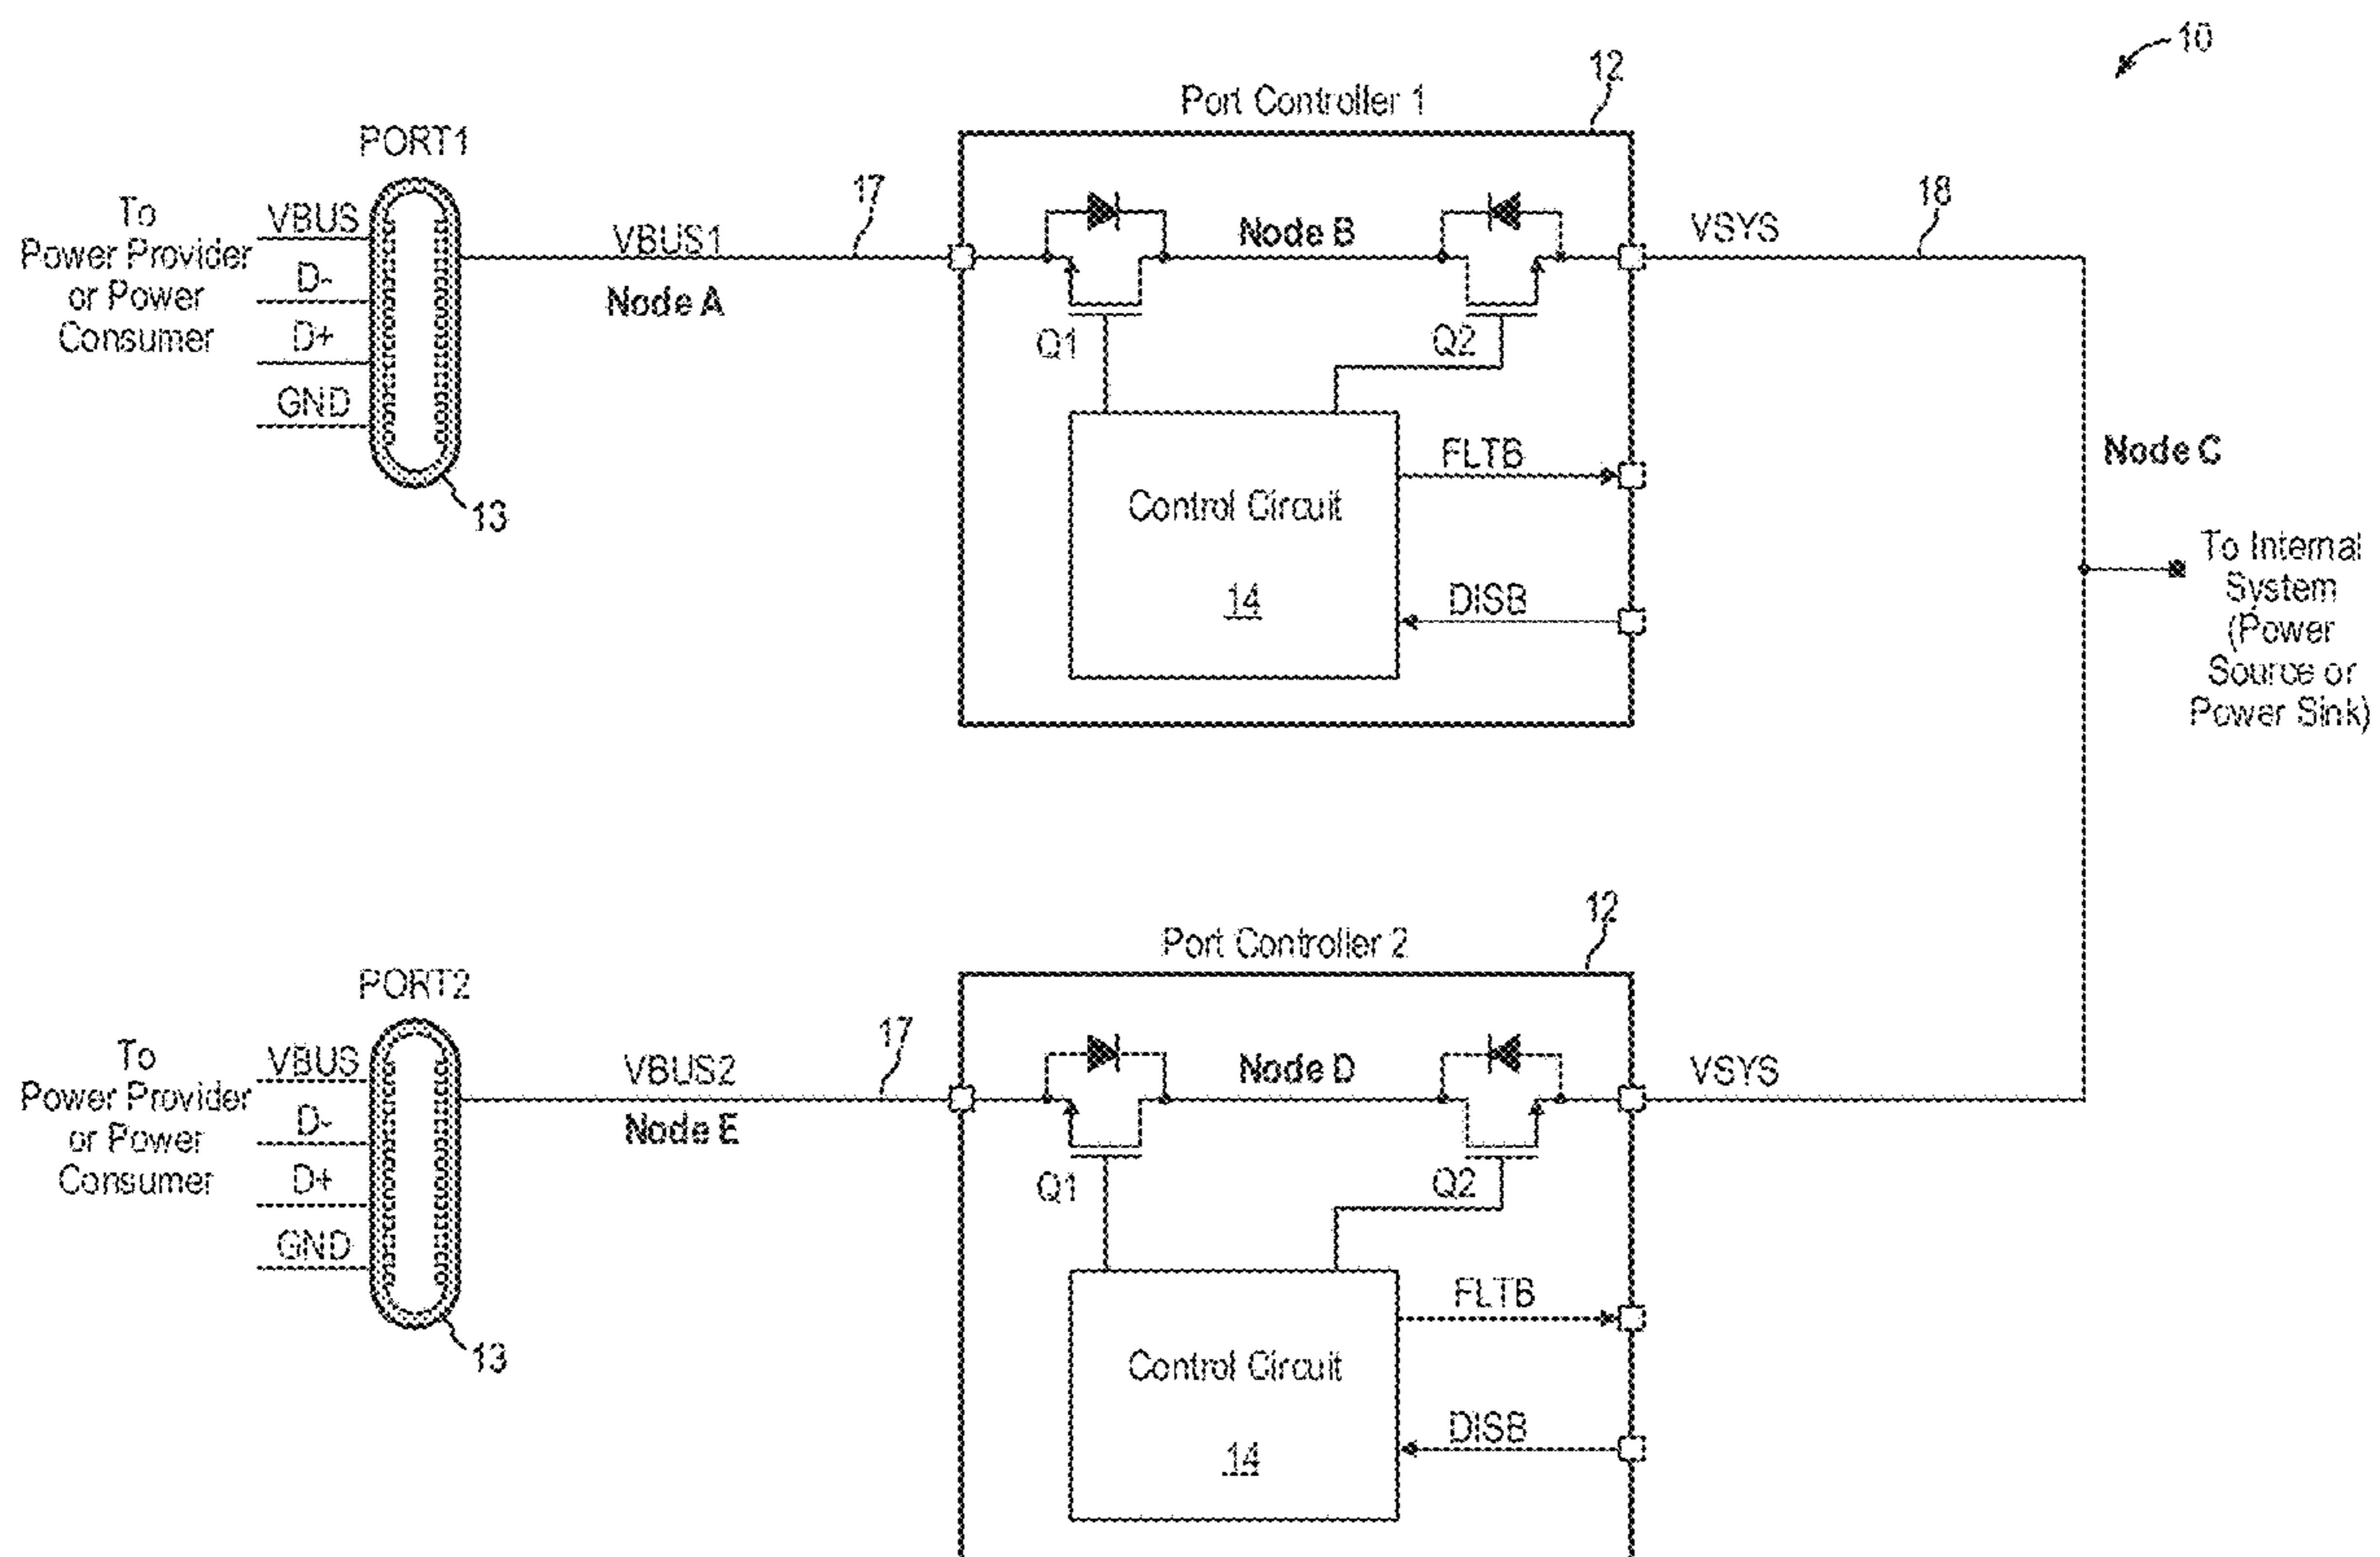 10
12
Port Controller 1
PORT1
To
Power Provider
or Power
Consumer
VBUS
D-
D+
GND
13
VBUS1
Node A
17
Node B
Q1
Q2
VSYS
18
FLTB
Control Circuit
14
DISB
Node C
To Internal
System
(Power
Source or
Power Sink)
12
Port Controller 2
PORT2
To
Power Provider
or Power
Consumer
VBUS
D-
D+
GND
13
VBUS2
Node E
17
Node D
Q1
Q2
VSYS
FLTB
Control Circuit
14
DISB